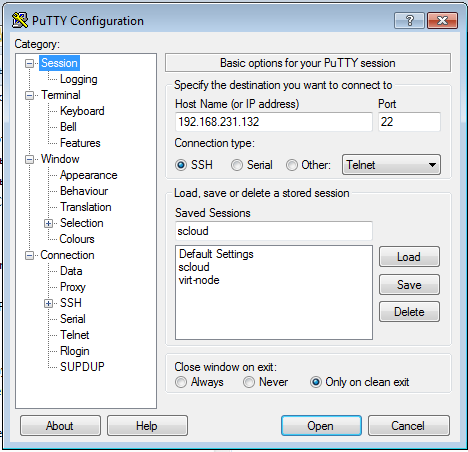 PuTTY Configuration
?
Category:
Session
Logging
Terminal
Keyboard
Bell
Features
Window
Appearance
Behaviour
Translation
Selection
Colours
Connection
Data
Proxy
SSH
Serial
Telnet
Rlogin
SUPDUP
Basic options for your PuTTY session
Specify the destination you want to connect to
Host Name (or IP address) Port
192.168.231.132 22
Connection type:
SSH Serial Other: Telnet
Load, save or delete a stored session
Saved Sessions
scloud
Default Settings
scloud
virt-node
Load
Save
Delete
Close window on exit:
Always Never Only on clean exit
About Help Open Cancel